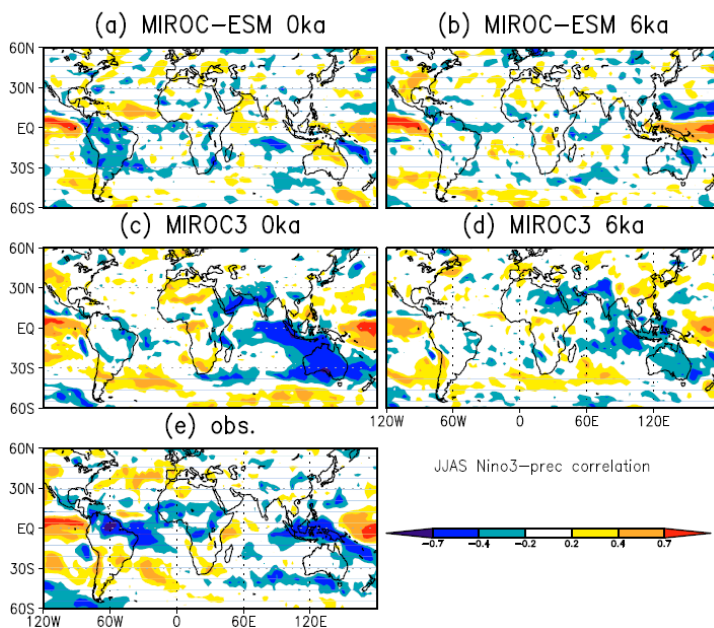 (a) MIROC-ESM 0ka (b) MIROC-ESM 6ka
60N 60N
30N 30N
EQ EQ
30S 30S
60S 60S
(c) MIROC3 0ka (d) MIROC3 6ka
60N 60N
30N 30N
EQ EQ
30S 30S
60S 60S
120W 60W 0 60E 120E
(e) obs.
60N
30N
EQ
30S
60S
120W 60W 0 60E 120E
JJAS Nino3-prec correlation
-0.7 -0.4 -0.2 0.2 0.4 0.7